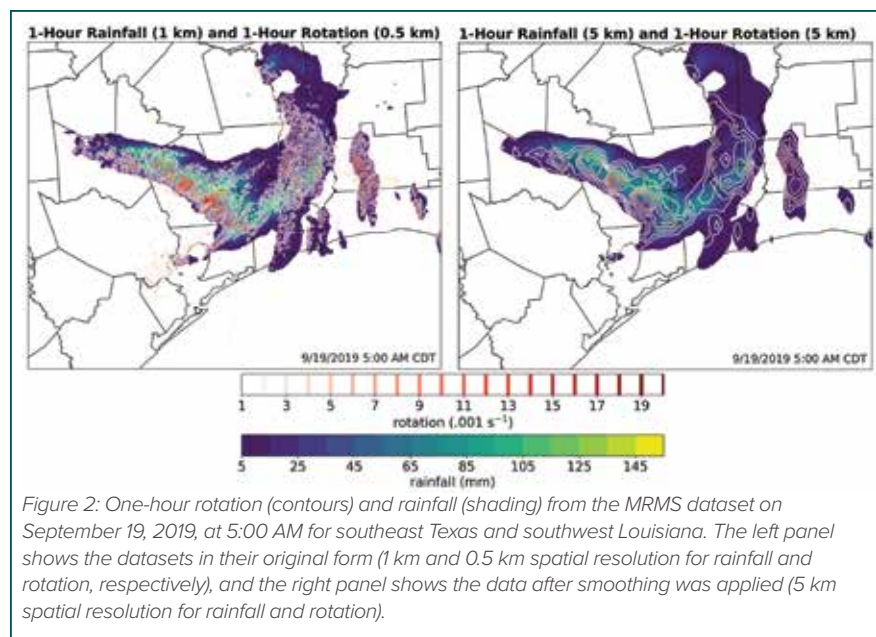 1-Hour Rainfall (1 km) and 1-Hour Rotation (0.5 km)
1-Hour Rainfall (5 km) and 1-Hour Rotation (5 km)
9/19/2019 5:00 AM CDT
9/19/2019 5:00 AM CDT
1 3 5 7 9 11 13 15 17 19
rotation (.001 s⁻¹)
5 25 45 65 85 105 125 145
rainfall (mm)
Figure 2: One-hour rotation (contours) and rainfall (shading) from the MRMS dataset on
September 19, 2019, at 5:00 AM for southeast Texas and southwest Louisiana. The left panel
shows the datasets in their original form (1 km and 0.5 km spatial resolution for rainfall and
rotation, respectively), and the right panel shows the data after smoothing was applied (5 km
spatial resolution for rainfall and rotation).